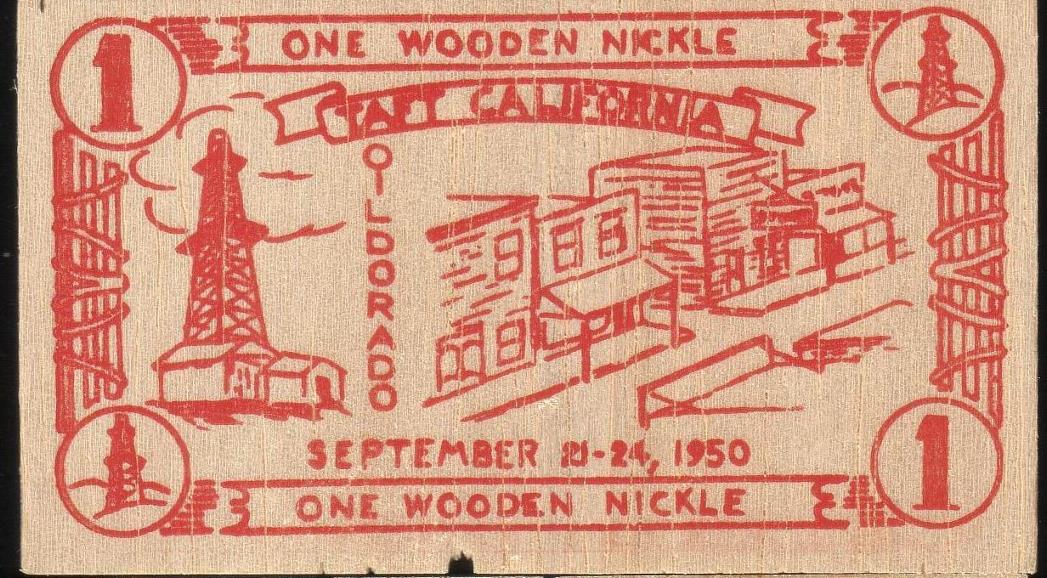 1
ONE WOODEN NICKLE
TAFT CALIFORNIA
OILDORADO
SEPTEMBER 21-24, 1950
ONE WOODEN NICKLE
1